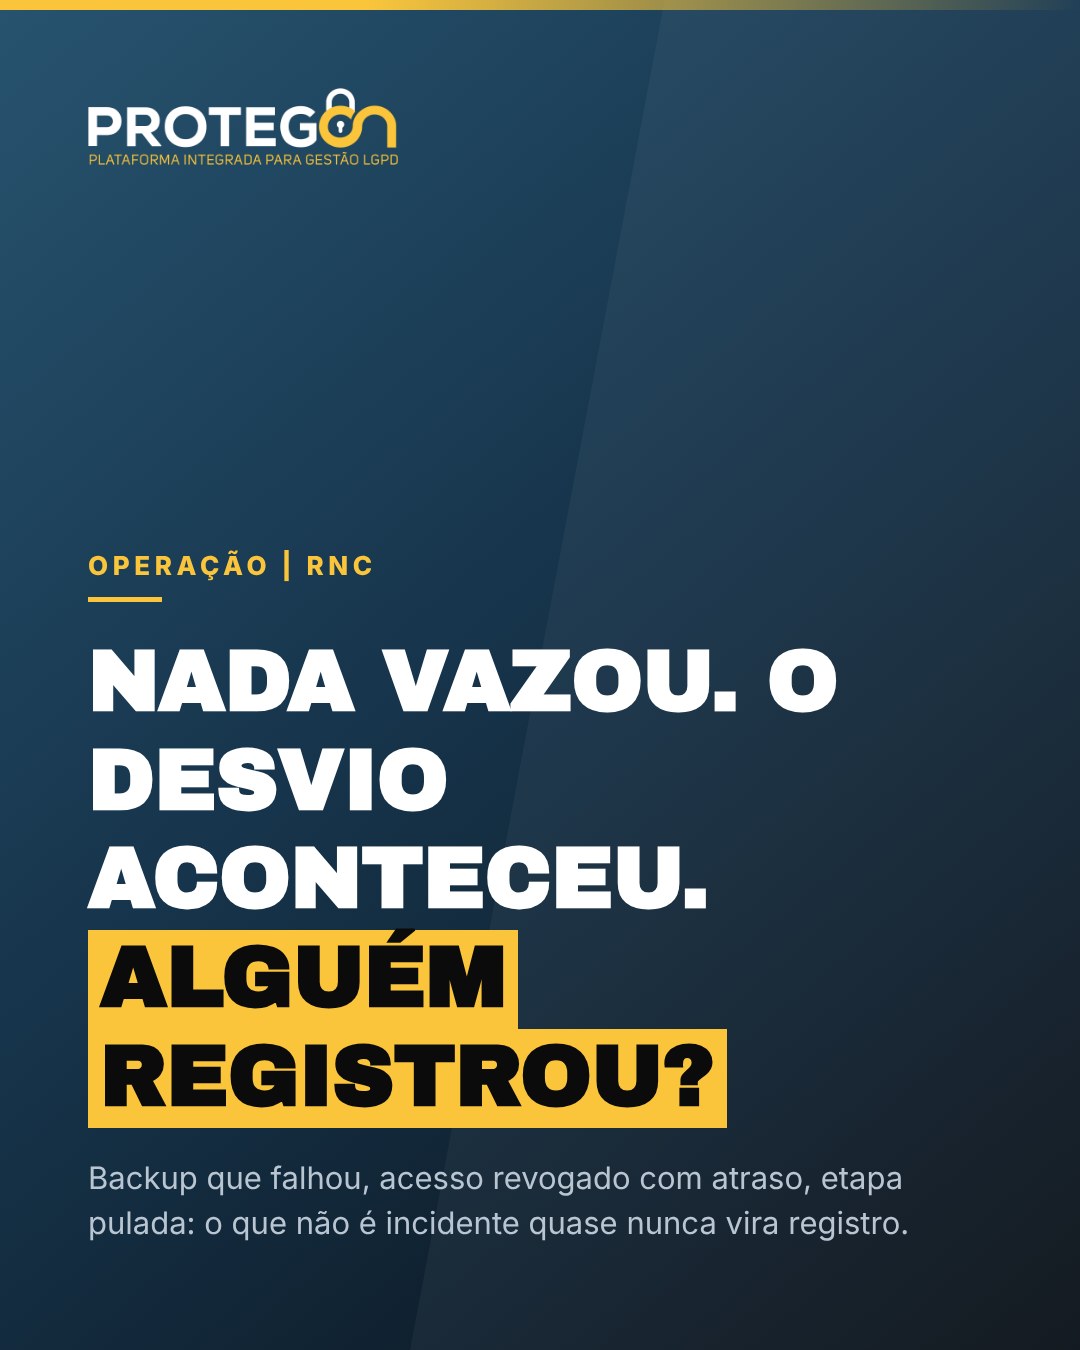 PROTEGON
PLATAFORMA INTEGRADA PARA GESTÃO LGPD
OPERAÇÃO | RNC
NADA VAZOU. O
DESVIO
ACONTECEU.
ALGUÉM
REGISTROU?
Backup que falhou, acesso revogado com atraso, etapa
pulada: o que não é incidente quase nunca vira registro.